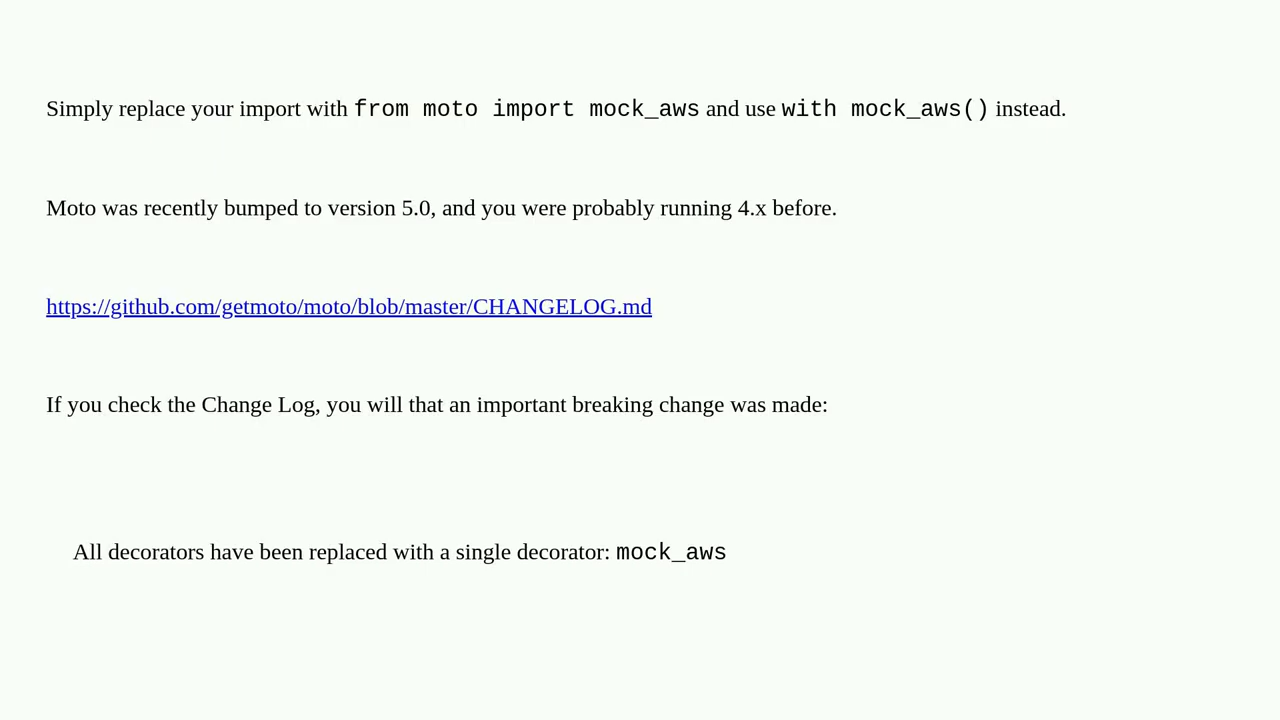 Simply replace your import with from moto import mock_aws and use with mock_aws() instead.
Moto was recently bumped to version 5.0, and you were probably running 4.x before.
https://github.com/getmoto/moto/blob/master/CHANGELOG.md
If you check the Change Log, you will that an important breaking change was made:
All decorators have been replaced with a single decorator: mock_aws